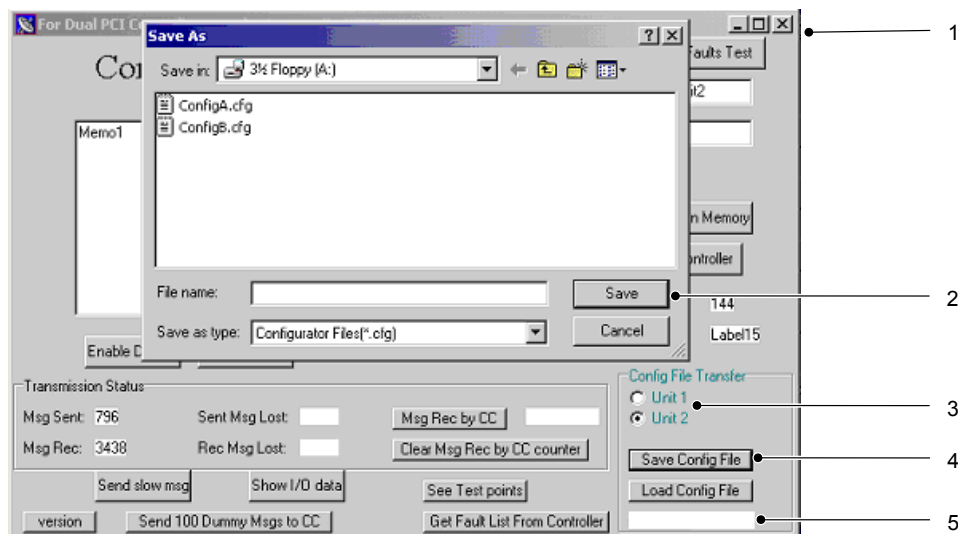 For Dual PCI
Save As
1
Save in: 3½ Floppy (A:)
Faults Test
ConfigA.cfg
ConfigB.cfg
Memo1
Memory
File name:
Save
2
144
Save as type: Configurator Files(*.cfg)
Cancel
Label15
Enable
Transmission Status
Config File Transfer
Unit 1
3
Msg Sent: 796 Sent Msg Lost: Msg Rec by CC
Unit 2
Msg Rec: 3438 Rec Msg Lost: Clear Msg Rec by CC counter
Save Config File
4
Send slow msg Show I/O data See Test points
Load Config File
version Send 100 Dummy Msgs to CC Get Fault List From Controller
5